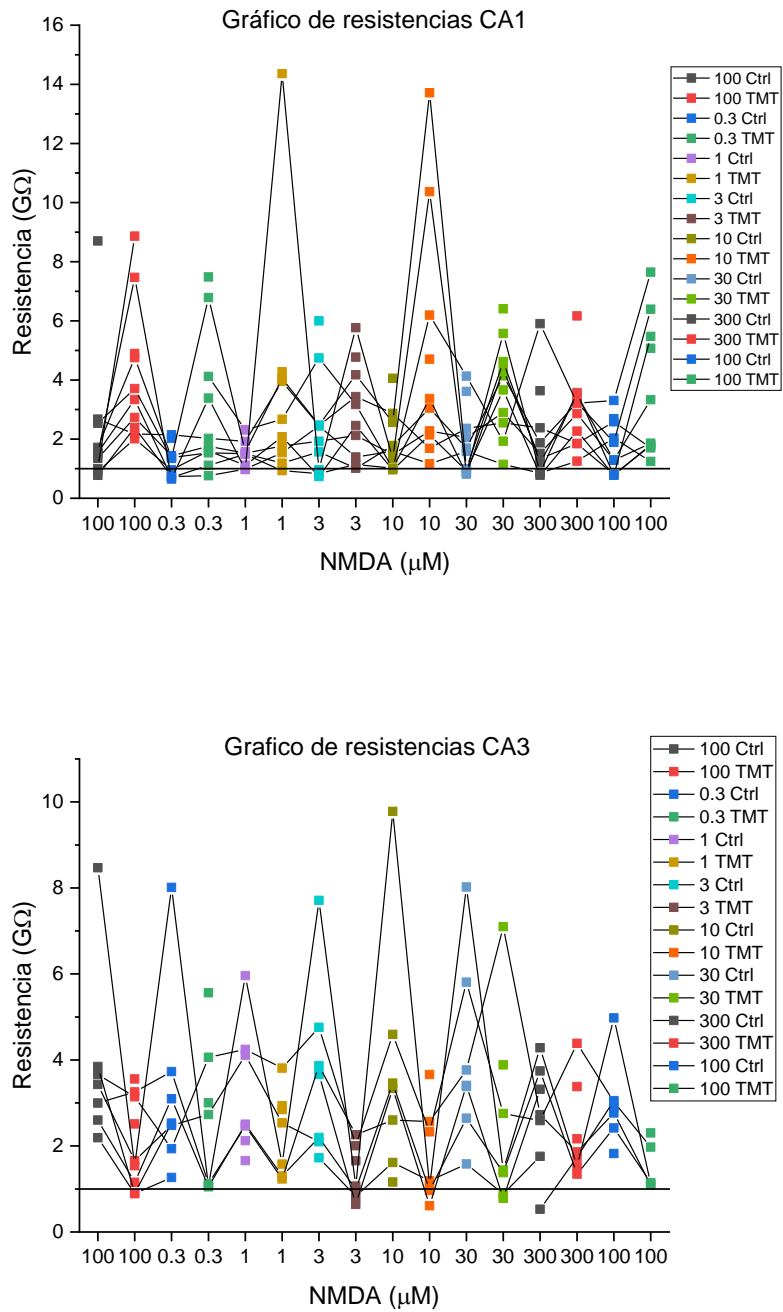 Gráfico de resistencias CA1
16
14
12
10
8
6
4
2
0
Resistencia (GΩ)
100 100 0.3 0.3 1 1 3 3 10 10 30 30 300 300 100 100
NMDA (μM)
100 Ctrl
100 TMT
0.3 Ctrl
0.3 TMT
1 Ctrl
1 TMT
3 Ctrl
3 TMT
10 Ctrl
10 TMT
30 Ctrl
30 TMT
300 Ctrl
300 TMT
100 Ctrl
100 TMT
Grafico de resistencias CA3
10
8
6
4
2
0
Resistencia (GΩ)
100 100 0.3 0.3 1 1 3 3 10 10 30 30 300 300 100 100
NMDA (μM)
100 Ctrl
100 TMT
0.3 Ctrl
0.3 TMT
1 Ctrl
1 TMT
3 Ctrl
3 TMT
10 Ctrl
10 TMT
30 Ctrl
30 TMT
300 Ctrl
300 TMT
100 Ctrl
100 TMT